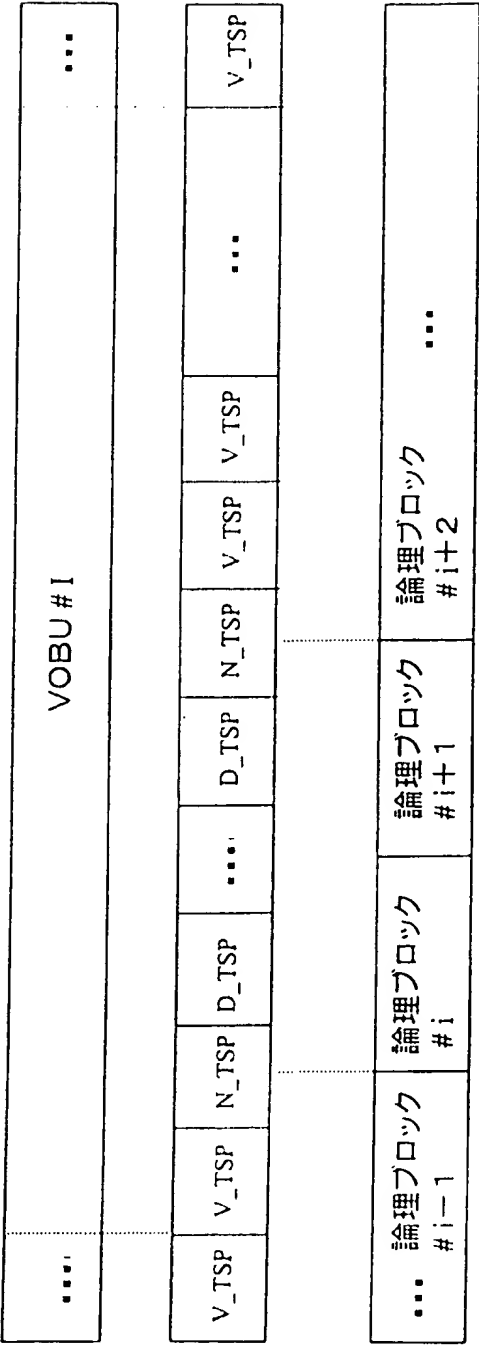 … VOBU#I …
V_TSP V_TSP N_TSP D_TSP … D_TSP N_TSP V_TSP V_TSP … V_TSP
… 論理ブロック 論理ブロック 論理ブロック 論理ブロック …
#i−1 #i #i+1 #i+2